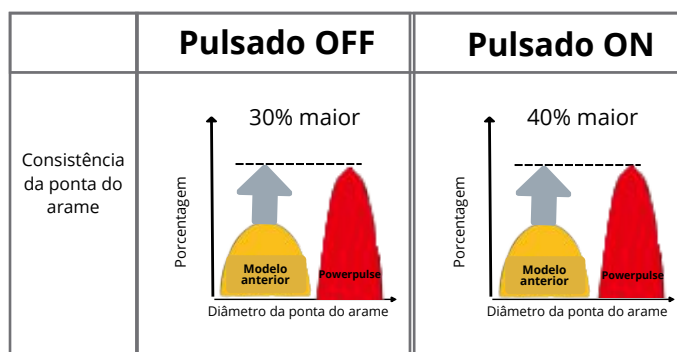 Pulsado OFF
Pulsado ON
Consistência
da ponta do
arame
30% maior
Porcentagem
Modelo
anterior
Powerpulse
Diâmetro da ponta do arame
40% maior
Porcentagem
Modelo
anterior
Powerpulse
Diâmetro da ponta do arame